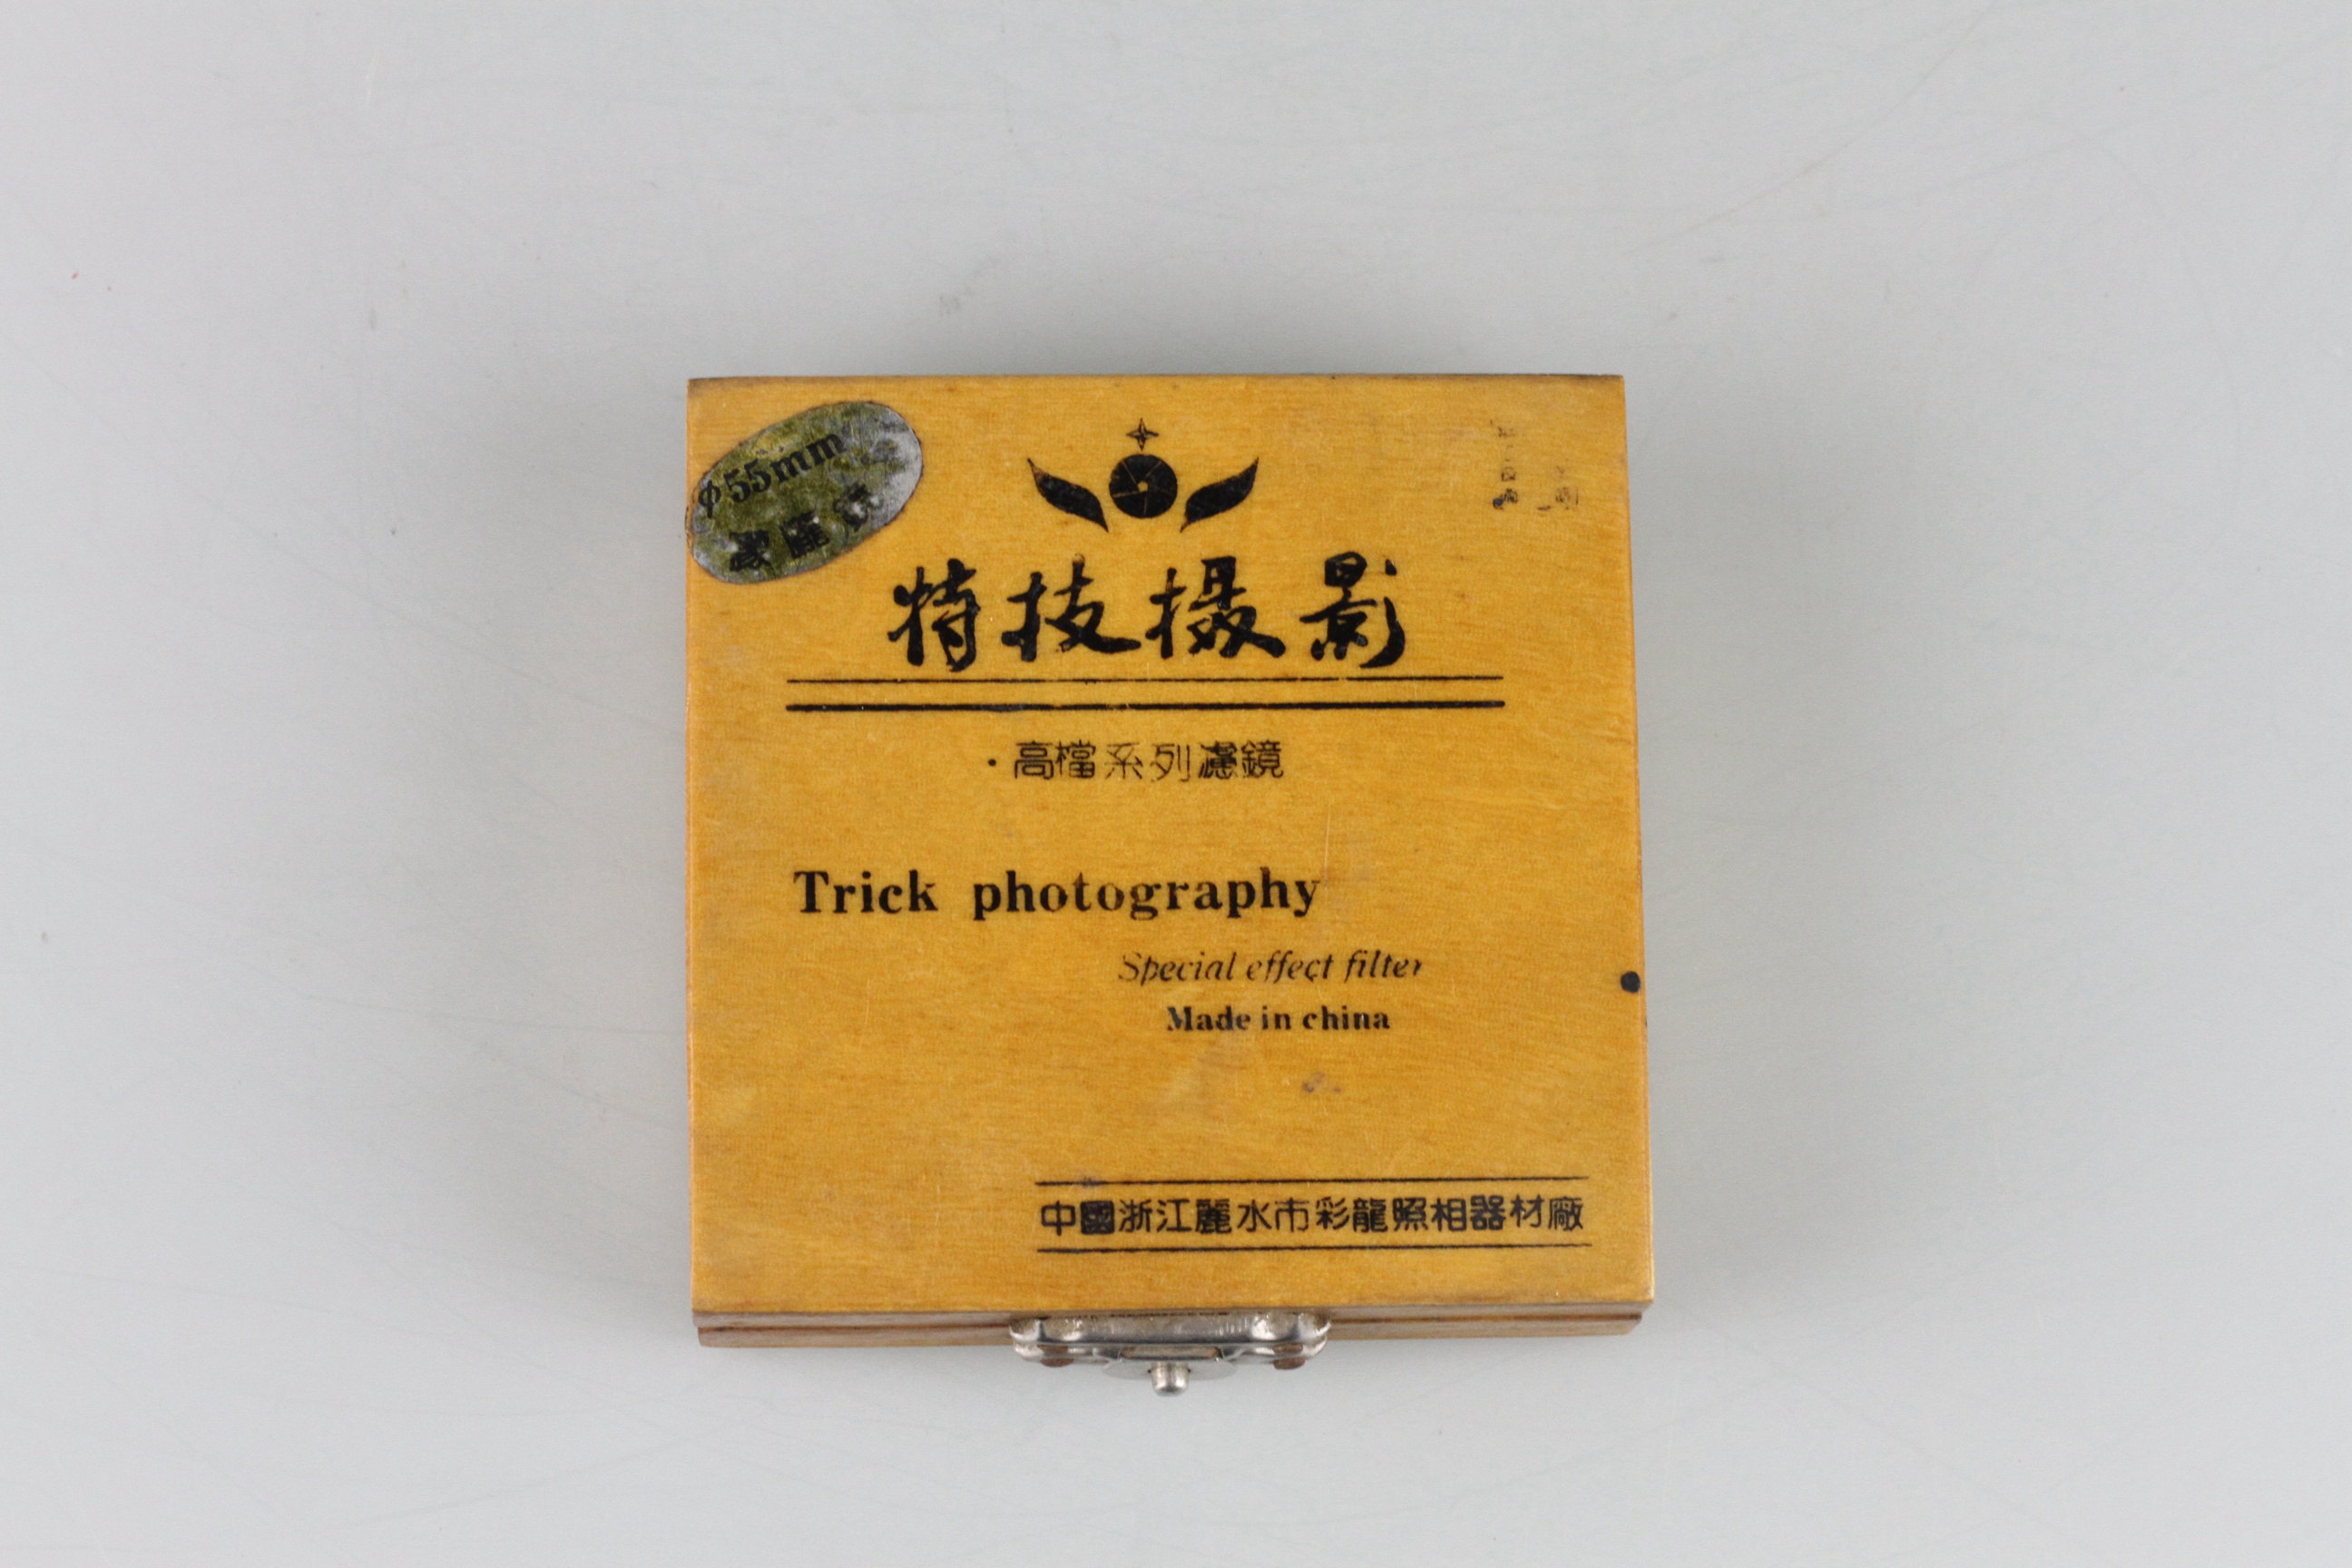 φ55mm
特技攝影
·高檔系列濾鏡
Trick photography
Special effect filter
Made in china
中國浙江麗水市彩龍照相器材廠